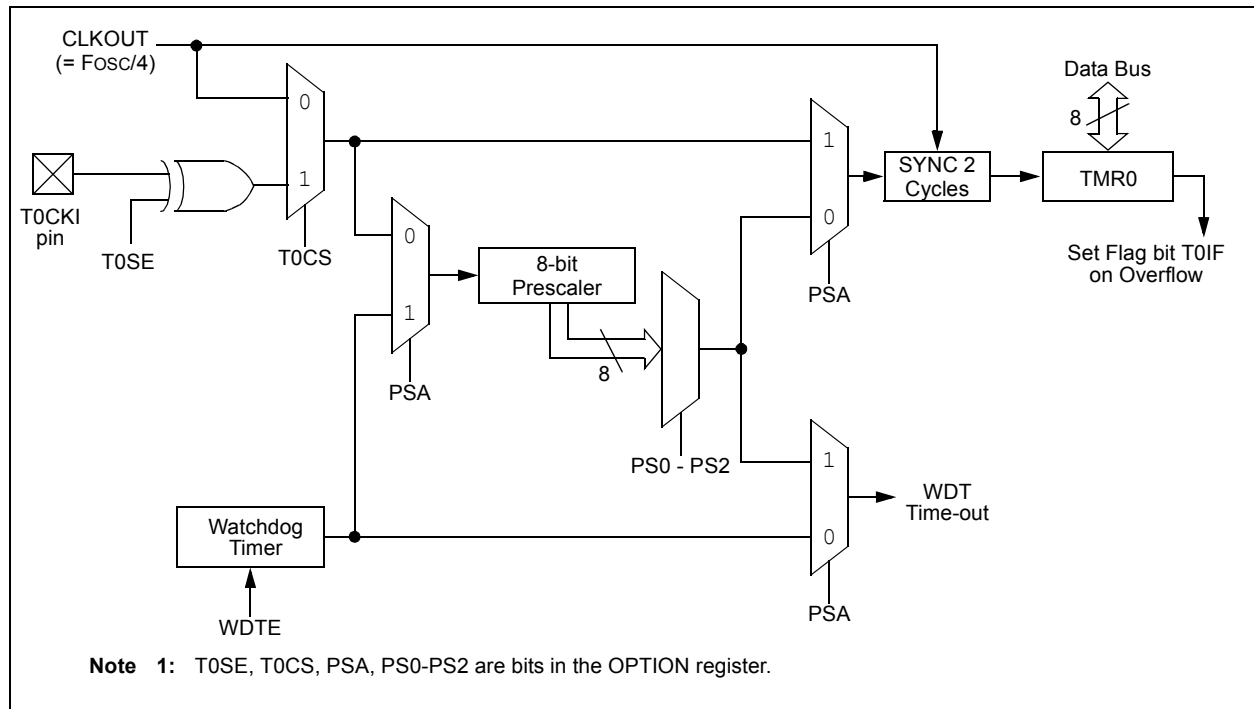 CLKOUT
(= FOSC/4)
Data Bus
8
0
1
1
0
SYNC 2
Cycles
TMR0
T0CKI
pin
T0SE
T0CS
0
1
8-bit
Prescaler
8
PSA
PSA
Set Flag bit T0IF
on Overflow
PS0 - PS2
1
0
WDT
Time-out
Watchdog
Timer
WDTE
PSA
Note 1: T0SE, T0CS, PSA, PS0-PS2 are bits in the OPTION register.